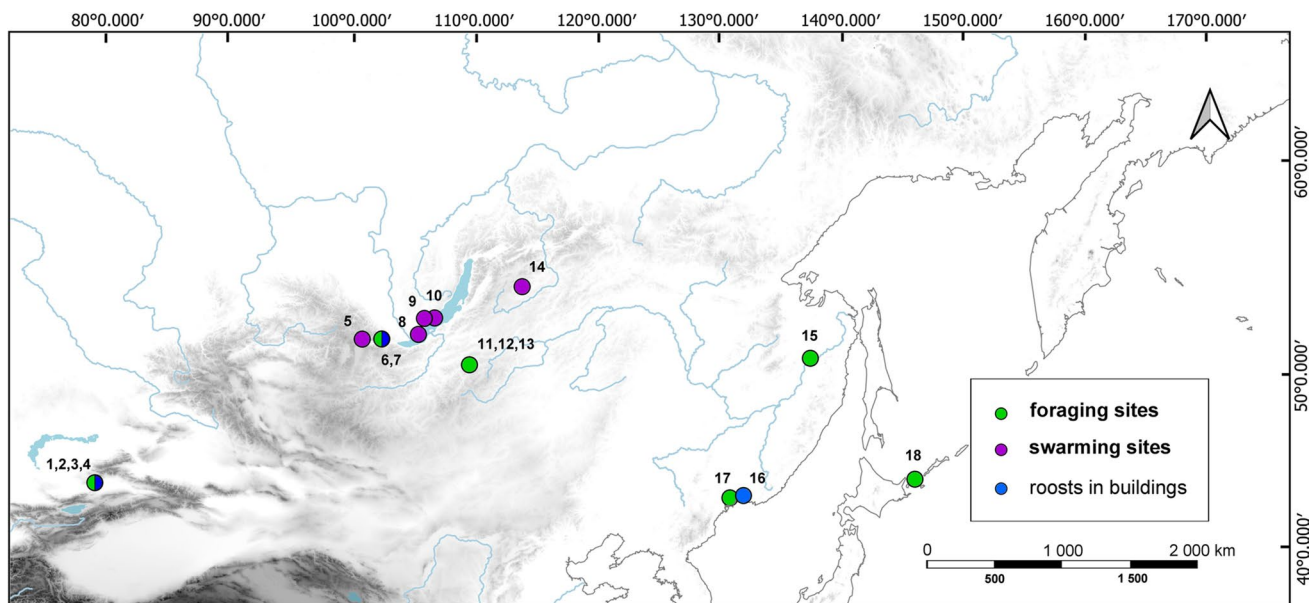 80°0.000′ 90°0.000′ 100°0.000′ 110°0.000′ 120°0.000′ 130°0.000′ 140°0.000′ 150°0.000′ 160°0.000′ 170°0.000′
60°0.000′
14
9 10
5 8
6,7
11,12,13
15
50°0.000′
foraging sites
swarming sites
roosts in buildings
1,2,3,4
17 16
18
0 1 000 2 000 km
500 1 500
40°0.000′